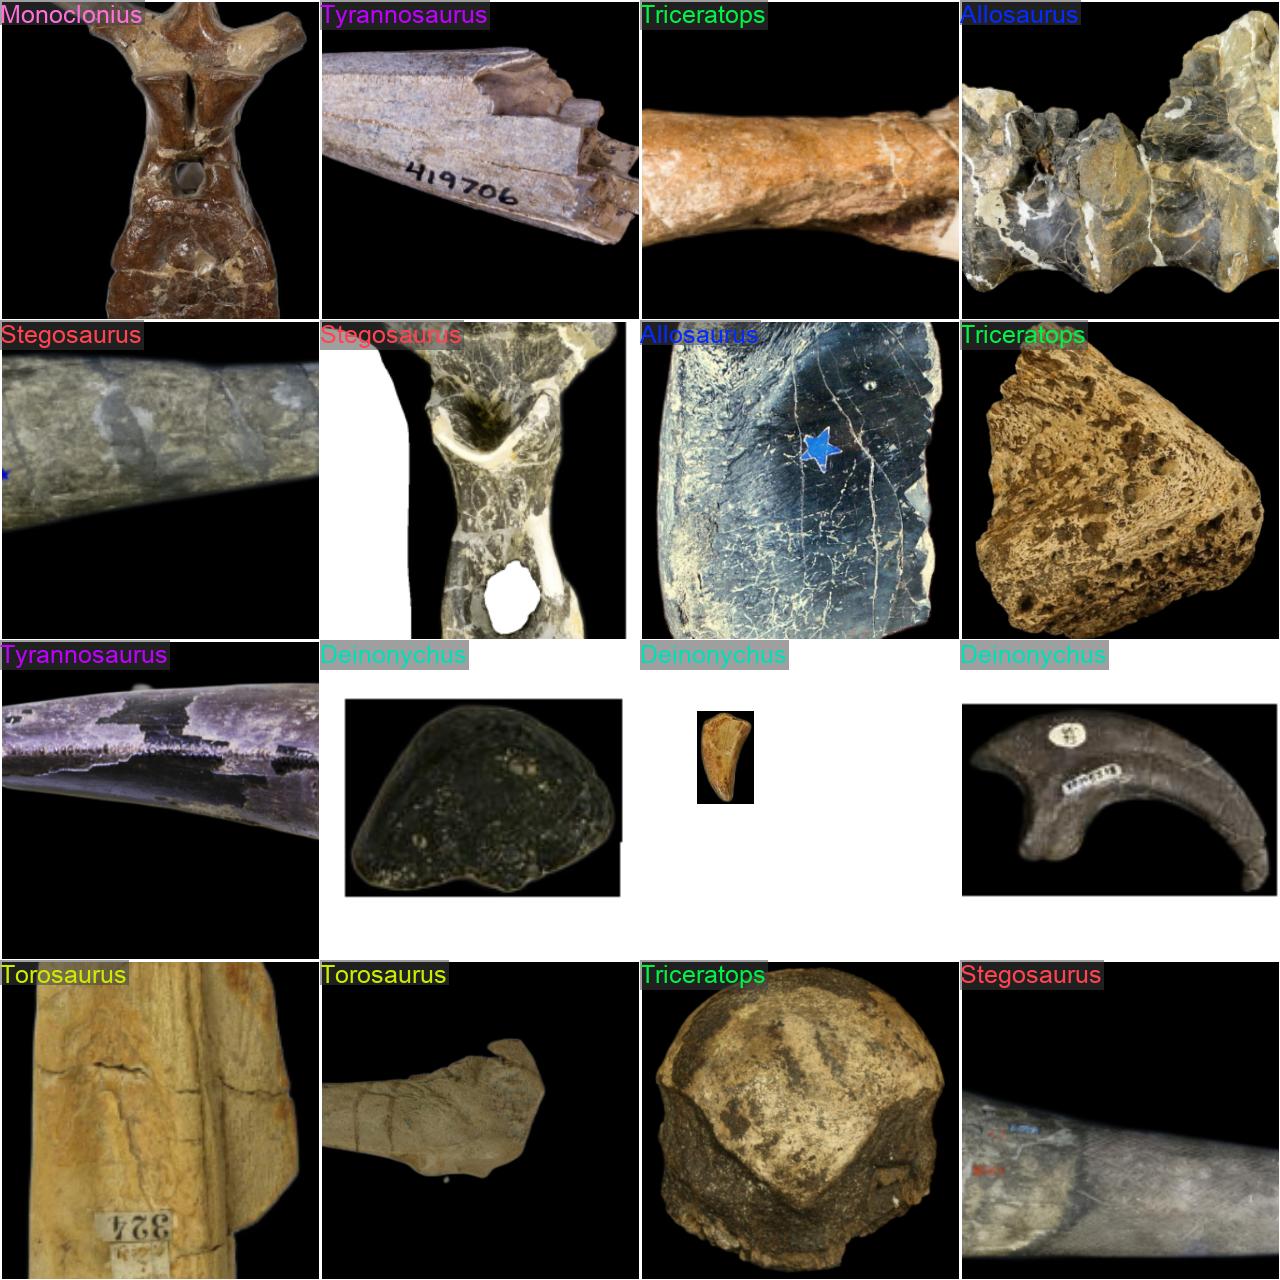 Monoclonius
Tyrannosaurus
Triceratops
Allosaurus
419706
Stegosaurus
Stegosaurus
Allosaurus
Triceratops
Tyrannosaurus
Deinonychus
Deinonychus
Deinonychus
Torosaurus
Torosaurus
Triceratops
Stegosaurus
324